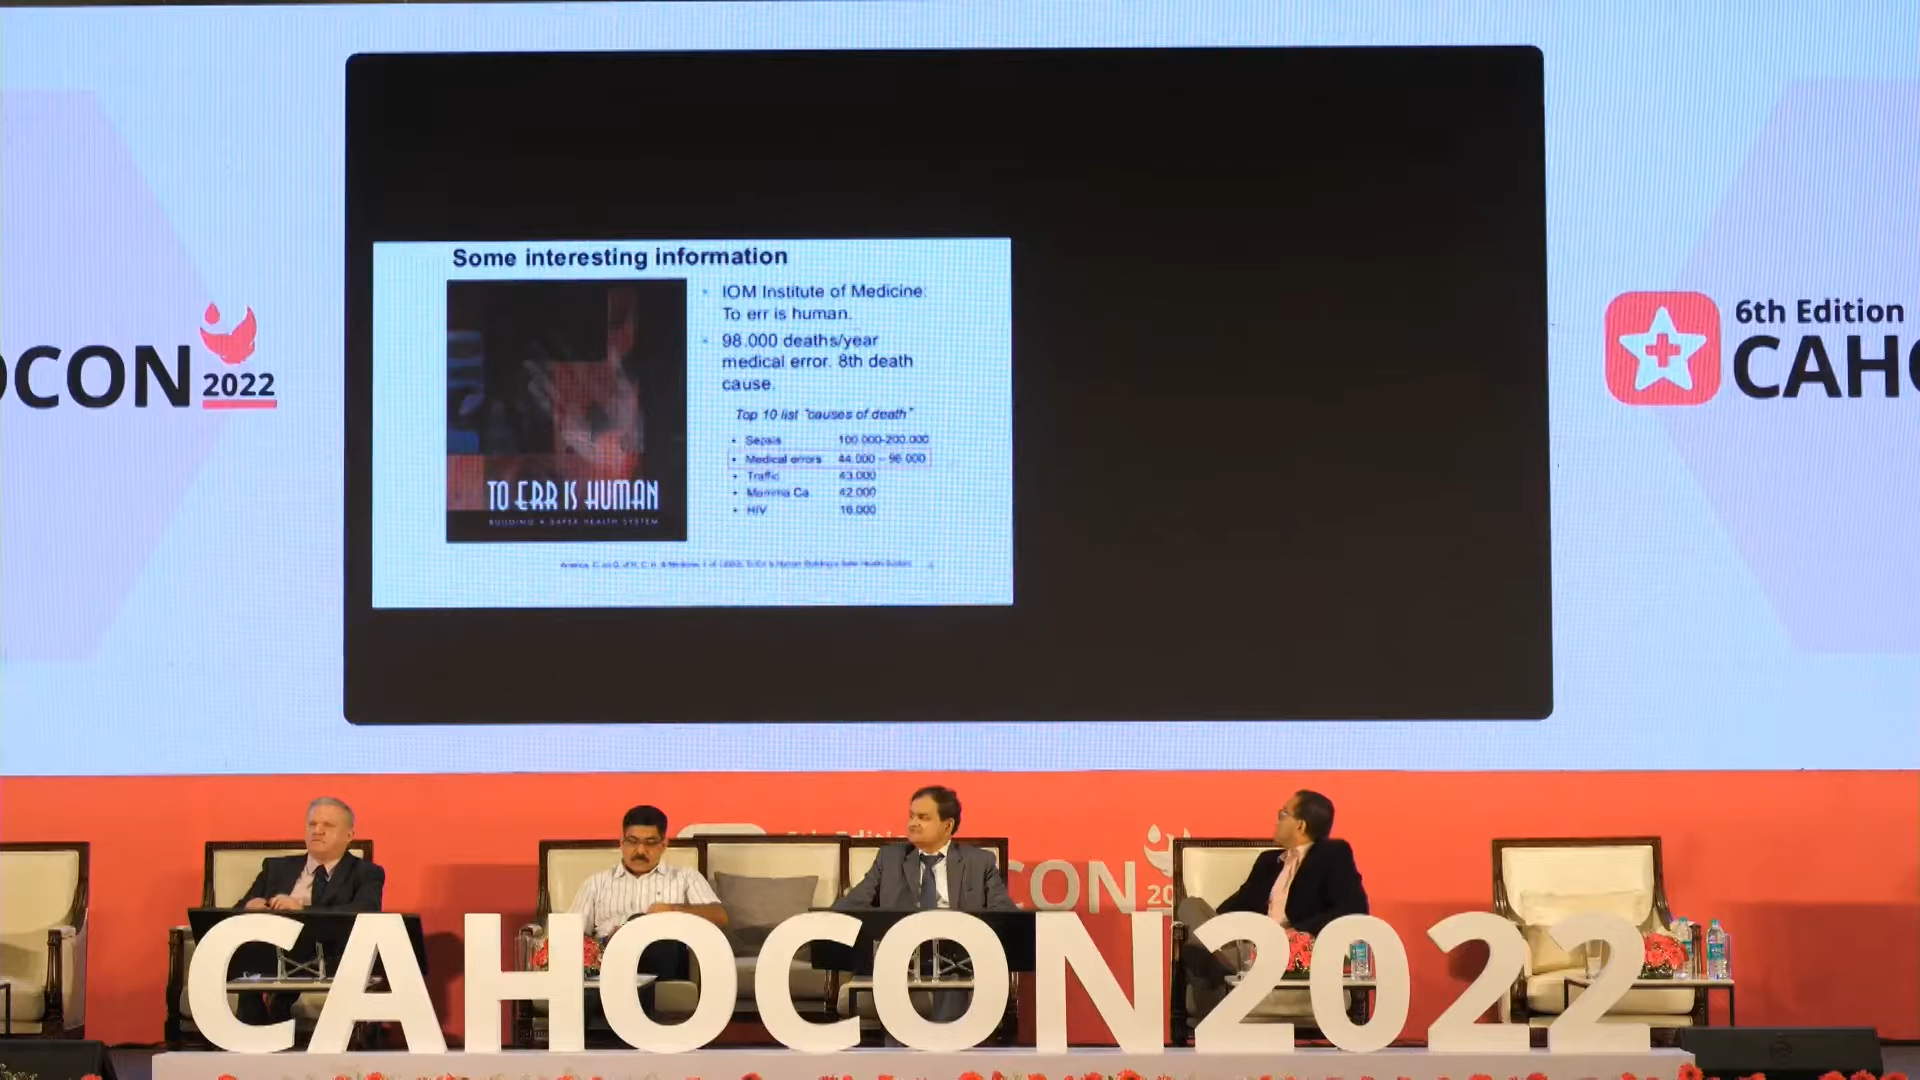 Some interesting information
IOM Institute of Medicine:
To err is human.
98.000 deaths/year
medical error. 8th death
cause.
Top 10 list "causes of death"
Sepsis 100.000-200.000
Medical errors 44.000 – 98.000
Traffic 43.000
Mamma Ca 42.000
HIV 16.000
TO ERR IS HUMAN
BUILDING A SAFER HEALTH SYSTEM
OCON
2022
6th Edition
CAHO
CON
20
CAHOCON2022